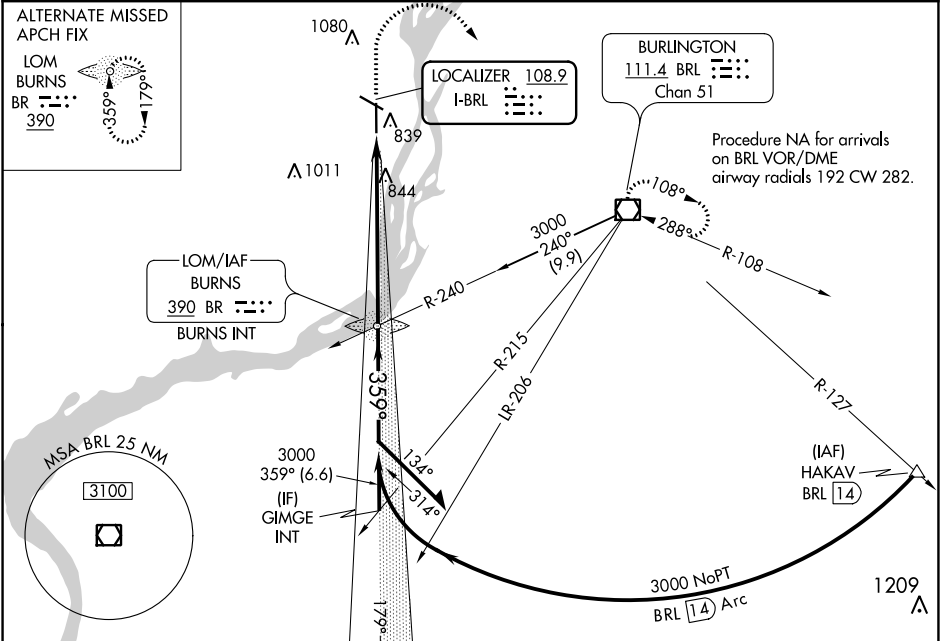 ALTERNATE MISSED
APCH FIX
LOM
BURNS
BR
390
359°
179°
1080
LOCALIZER 108.9
I-BRL
BURLINGTON
111.4 BRL
Chan 51
839
1011
844
Procedure NA for arrivals
on BRL VOR/DME
airway radials 192 CW 282.
108°
288°
R-108
3000
240°
(9.9)
R-240
LOM/IAF
BURNS
390 BR
BURNS INT
R-215
LR-206
R-127
359°
MSA BRL 25 NM
3100
3000
359° (6.6)
(IF)
GIMGE
INT
134°
314°
(IAF)
HAKAV
BRL 14
3000 NoPT
BRL 14 Arc
1209
179°